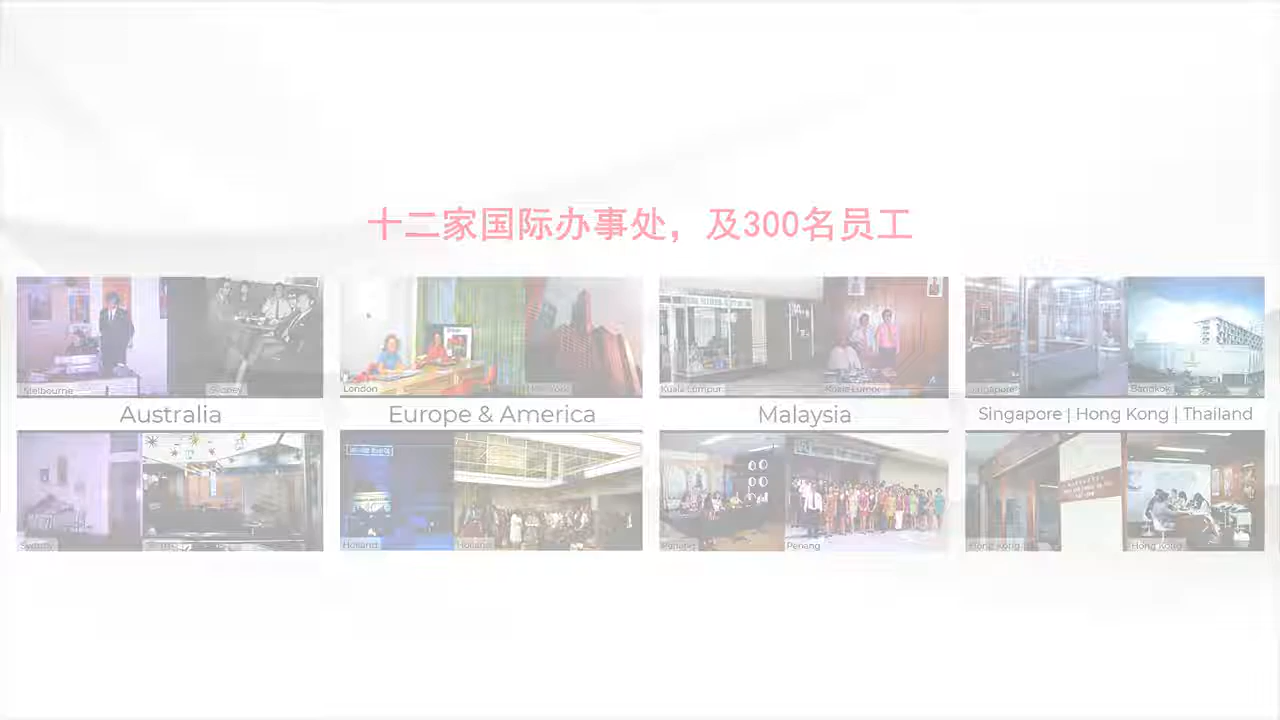 十二家国际办事处，及300名员工
Melbourne
Sydney
London
Kuala Lumpur
Kuala Lumpur
Singapore
Bangkok
Australia
Europe & America
Malaysia
Singapore | Hong Kong | Thailand
Sydney
Holland
Holland
Penang
Penang
Hong Kong
Hong Kong